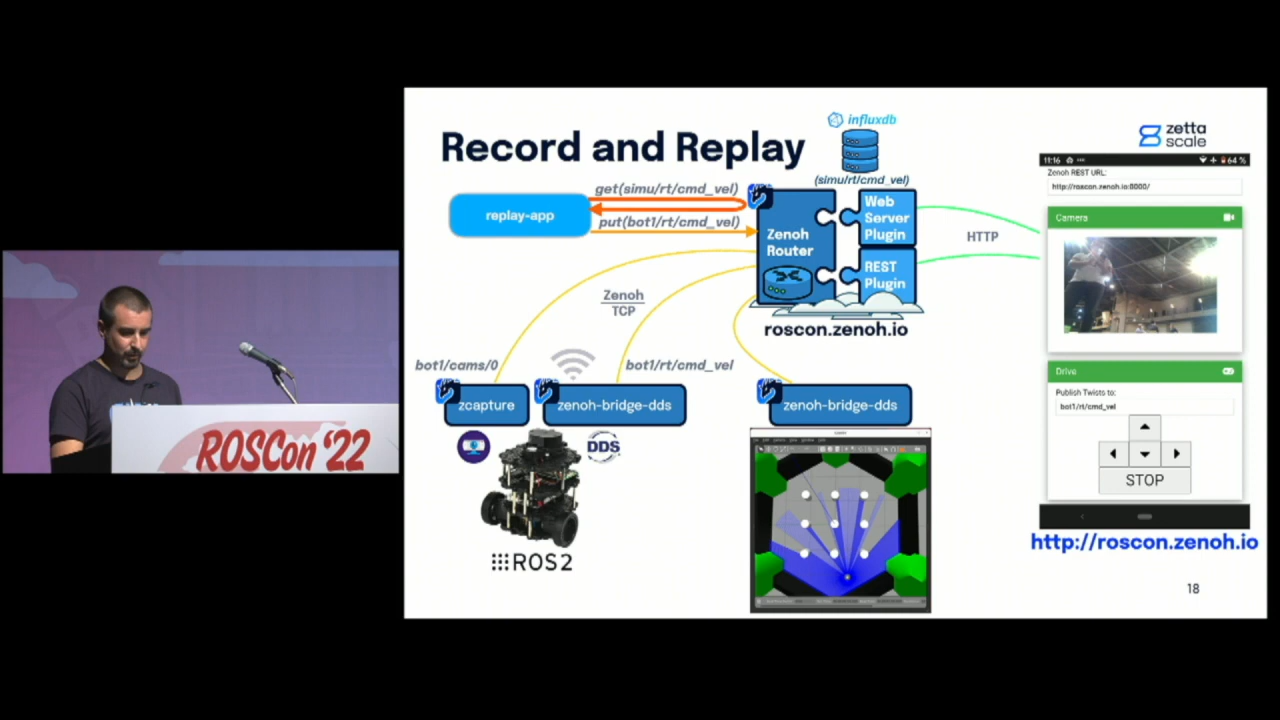 Record and Replay
influxdb
(simu/rt/cmd_vel)
zetta
scale
replay-app
get(simu/rt/cmd_vel)
put(bot1/rt/cmd_vel)
Zenoh
Router
Web
Server
Plugin
REST
Plugin
roscon.zenoh.io
HTTP
Zenoh
TCP
bot1/cams/0
bot1/rt/cmd_vel
zcapture
zenoh-bridge-dds
zenoh-bridge-dds
DDS
ROS2
11:16
64 %
Zenoh REST URL:
http://roscon.zenoh.io:8000/
Camera
Drive
Publish Twists to:
bot1/rt/cmd_vel
STOP
http://roscon.zenoh.io
18
ROSCon '22